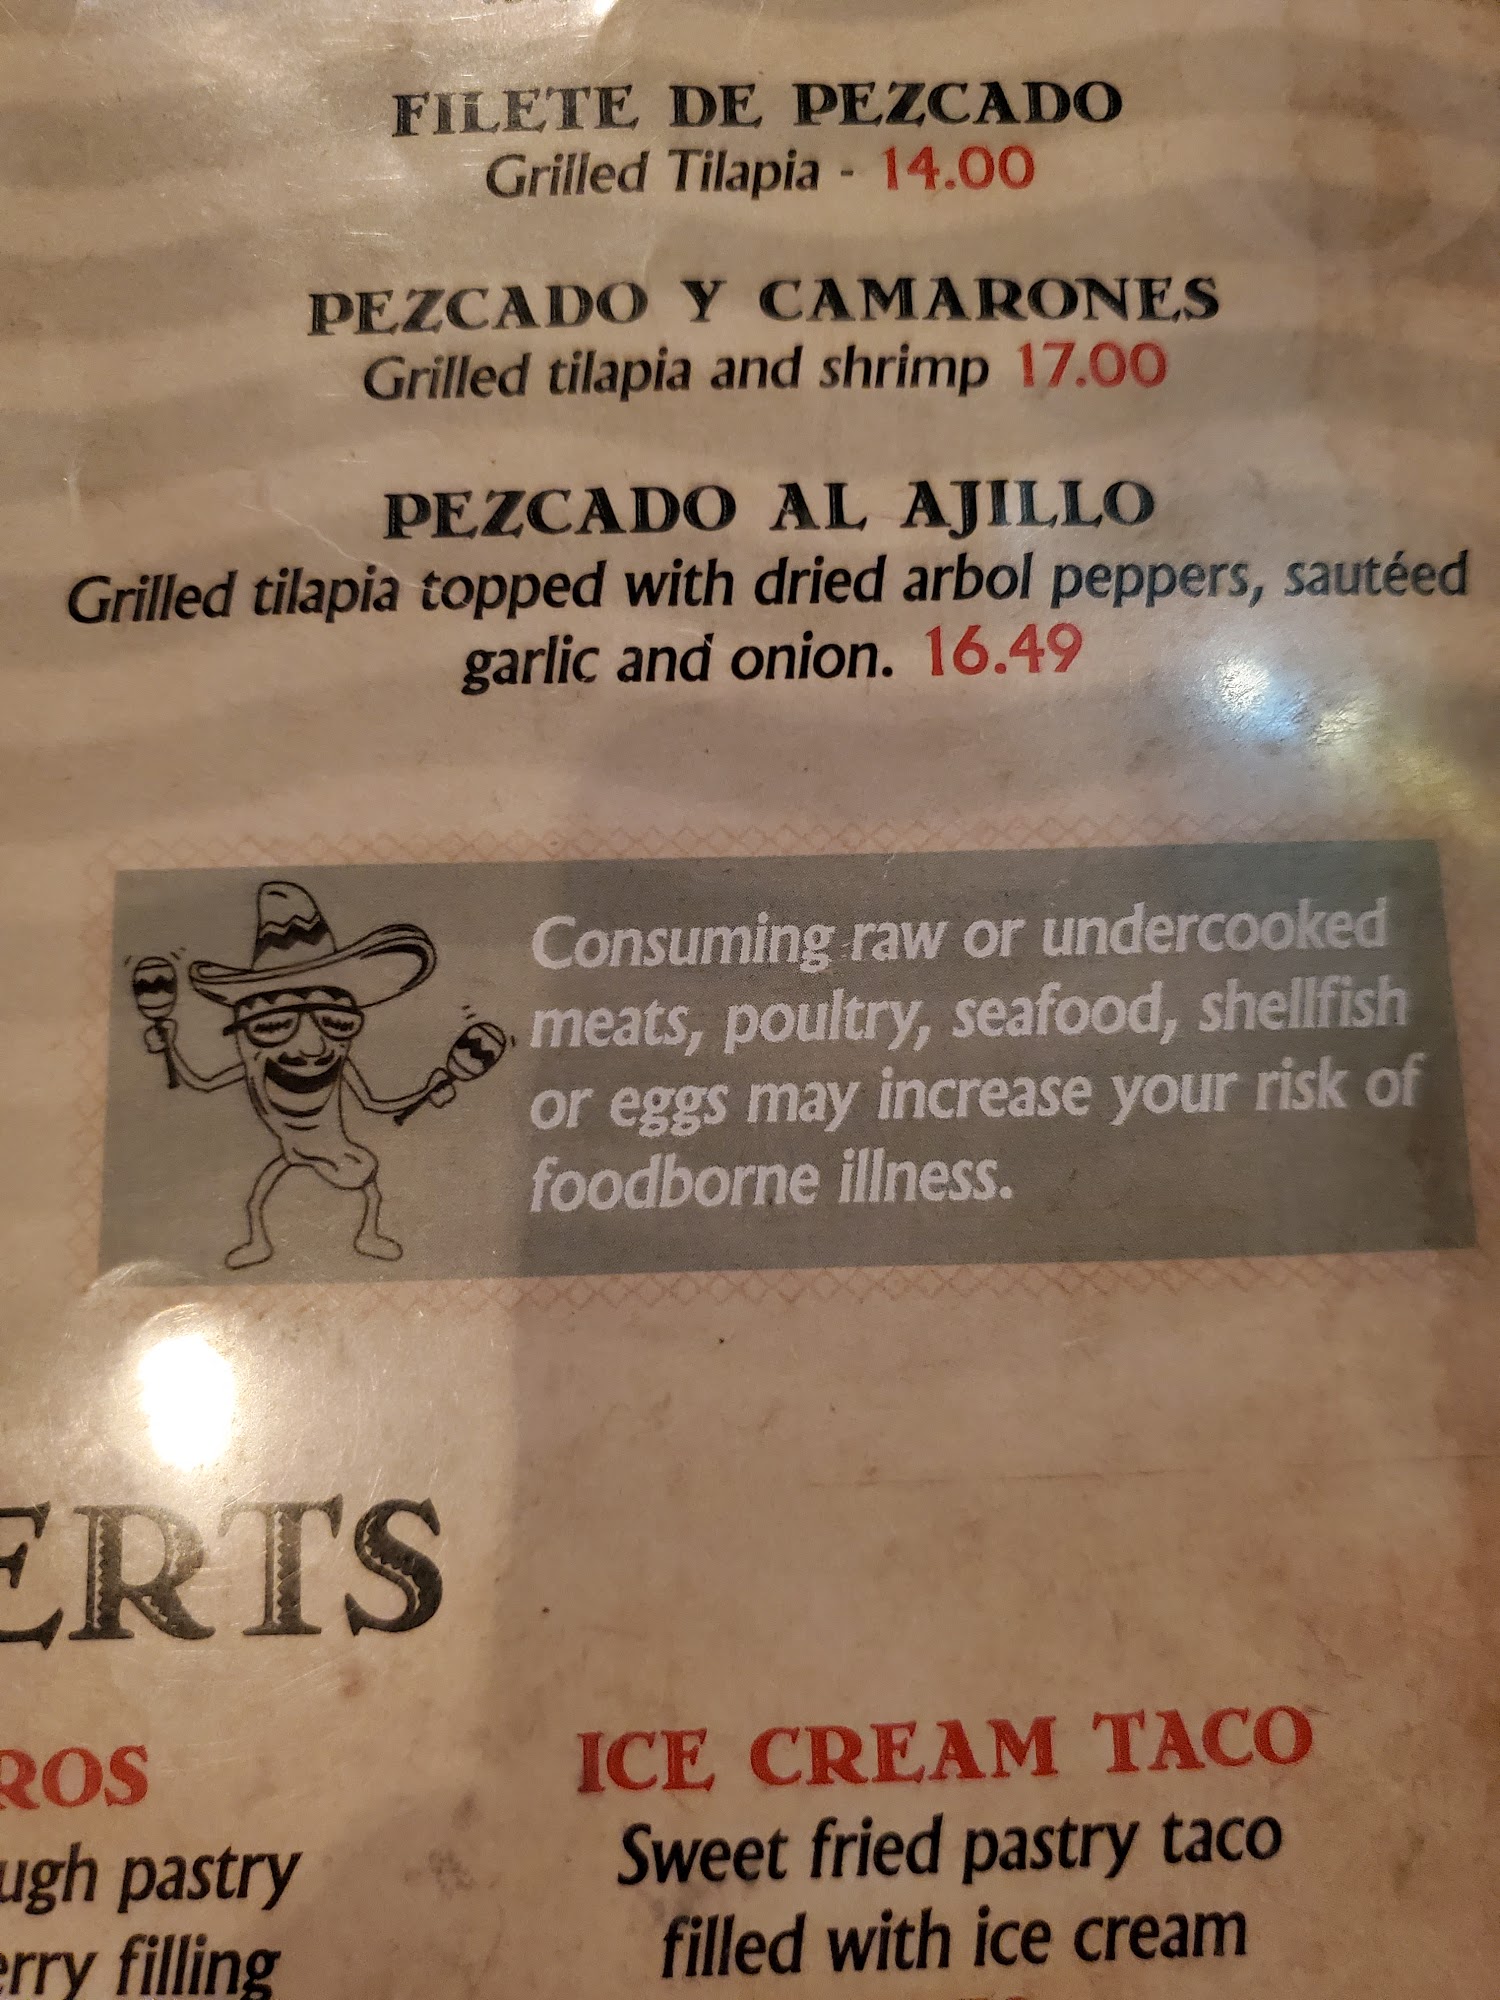 FILETE DE PEZCADO
Grilled Tilapia - 14.00
PEZCADO Y CAMARONES
Grilled tilapia and shrimp 17.00
PEZCADO AL AJILLO
Grilled tilapia topped with dried arbol peppers, sautéed
garlic and onion. 16.49
Consuming raw or undercooked
meats, poultry, seafood, shellfish
or eggs may increase your risk of
foodborne illness.
ERTS
ROS
ugh pastry
erry filling
ICE CREAM TACO
Sweet fried pastry taco
filled with ice cream